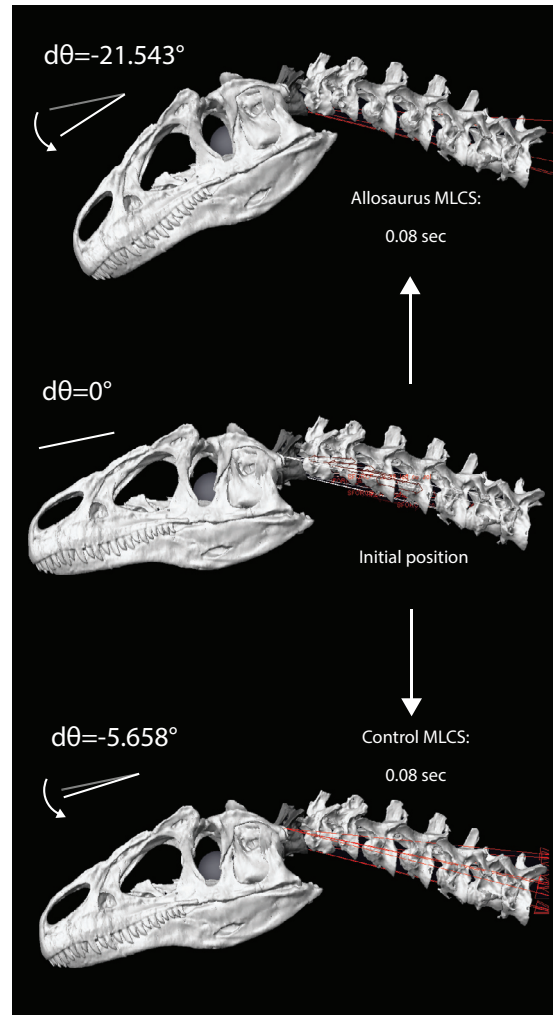 dθ=-21.543°
Allosaurus MLCS:
0.08 sec
dθ=0°
Initial position
dθ=-5.658°
Control MLCS:
0.08 sec